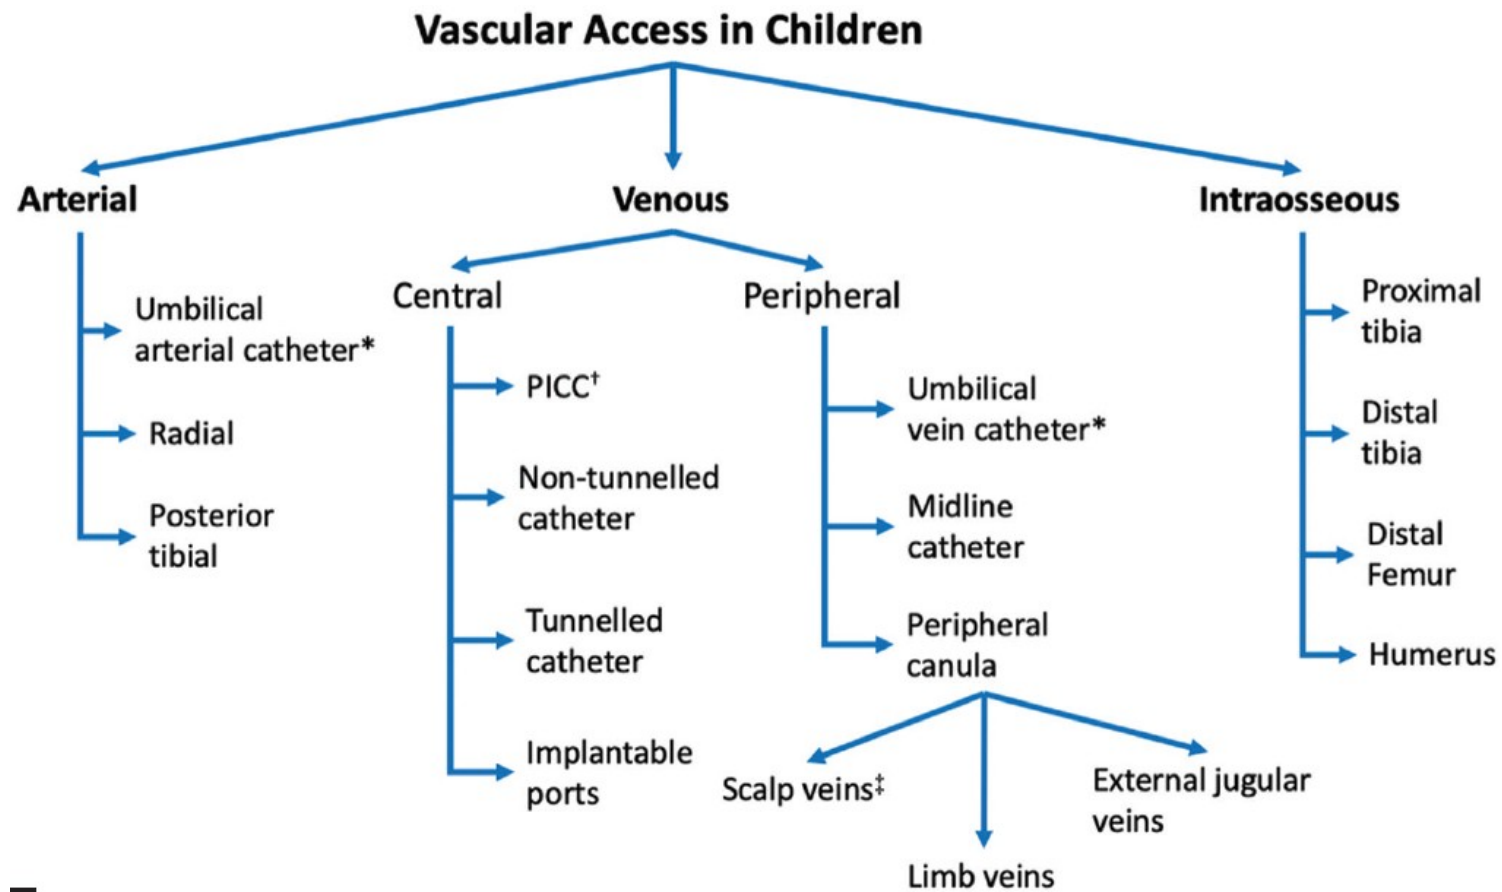 Vascular Access in Children
Arterial
Venous
Intraosseous
Umbilical
arterial catheter*
Radial
Posterior
tibial
Central
Peripheral
PICC†
Non-tunnelled
catheter
Tunnelled
catheter
Implantable
ports
Umbilical
vein catheter*
Midline
catheter
Peripheral
canula
Scalp veins‡
Limb veins
External jugular
veins
Proximal
tibia
Distal
tibia
Distal
Femur
Humerus